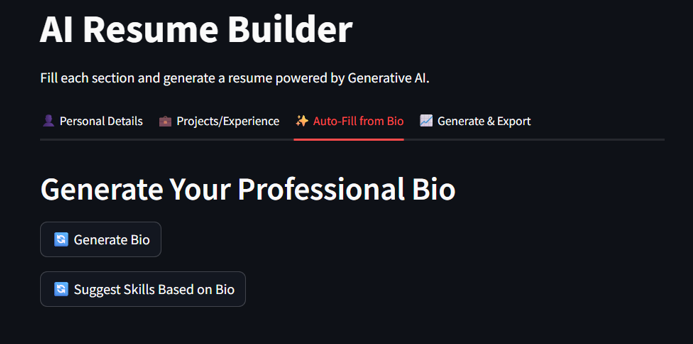 AI Resume Builder
Fill each section and generate a resume powered by Generative AI.
Personal Details Projects/Experience Auto-Fill from Bio Generate & Export
Generate Your Professional Bio
Generate Bio
Suggest Skills Based on Bio